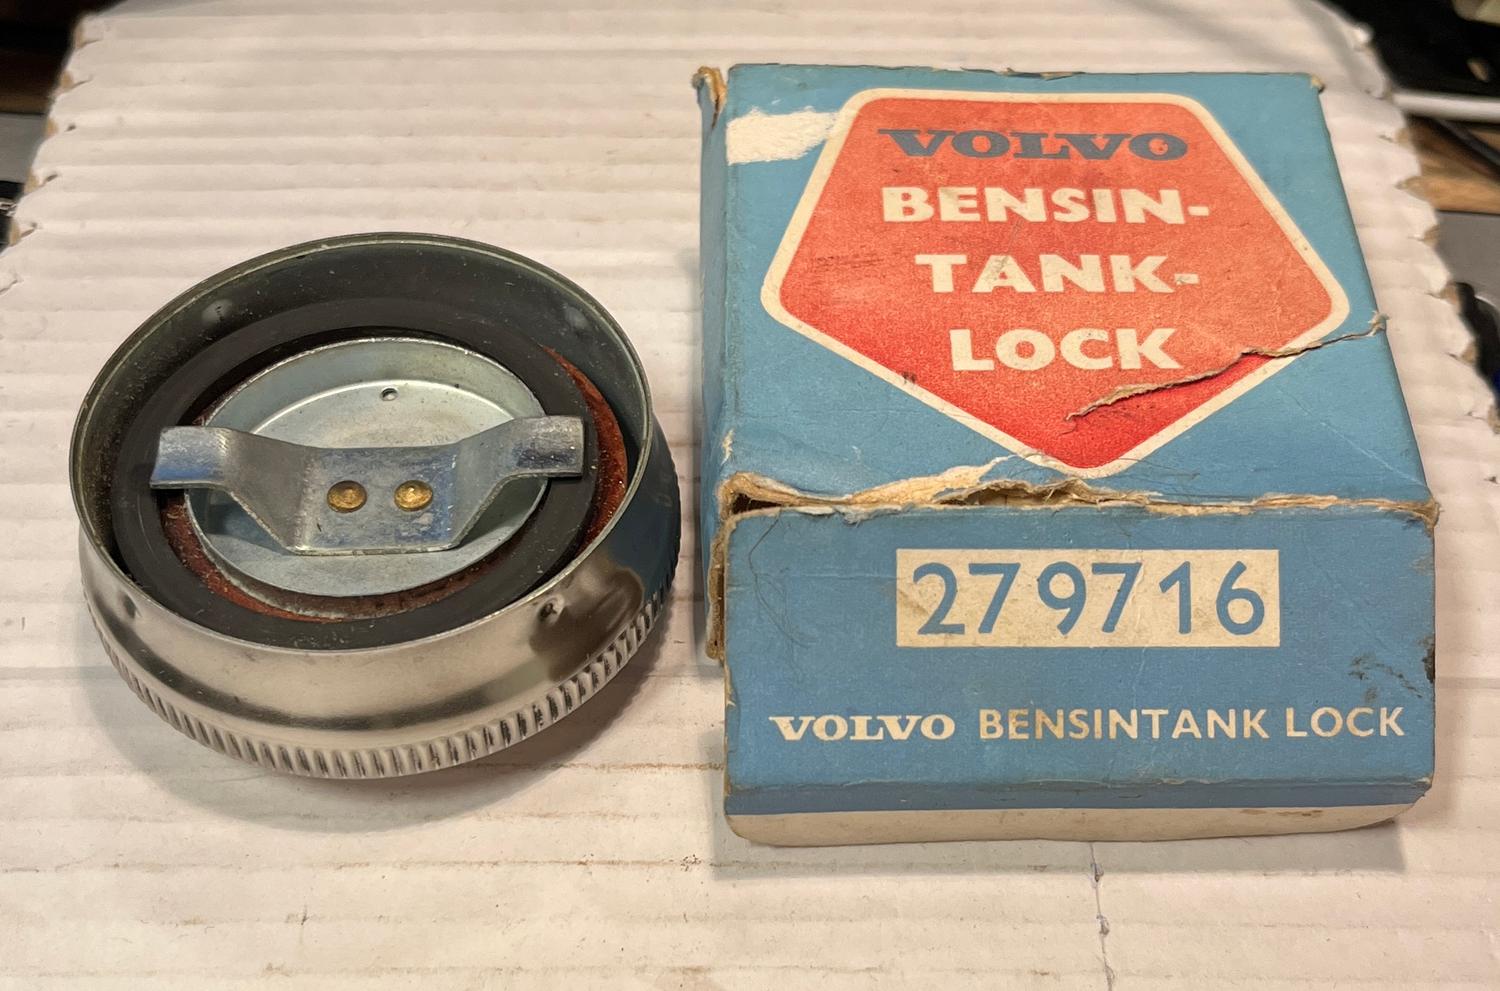 VOLVO
BENSIN-
TANK-
LOCK
279716
VOLVO BENSINTANK LOCK